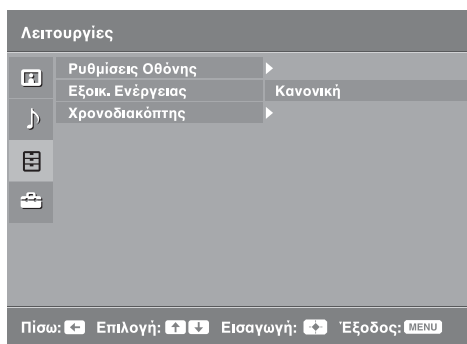 Λειτουργίες
Ρυθμίσεις Οθόνης
Εξοικ. Ενέργειας Κανονική
Χρονοδιακόπτης
Πίσω: Επιλογή: Εισαγωγή: Έξοδος: MENU